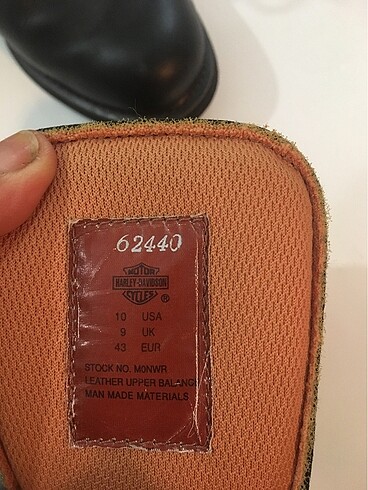 62440
MOTOR
HARLEY-DAVIDSON
CYCLES
®
10 USA
9 UK
43 EUR
STOCK NO. M0NWR
LEATHER UPPER BALANC
MAN MADE MATERIALS